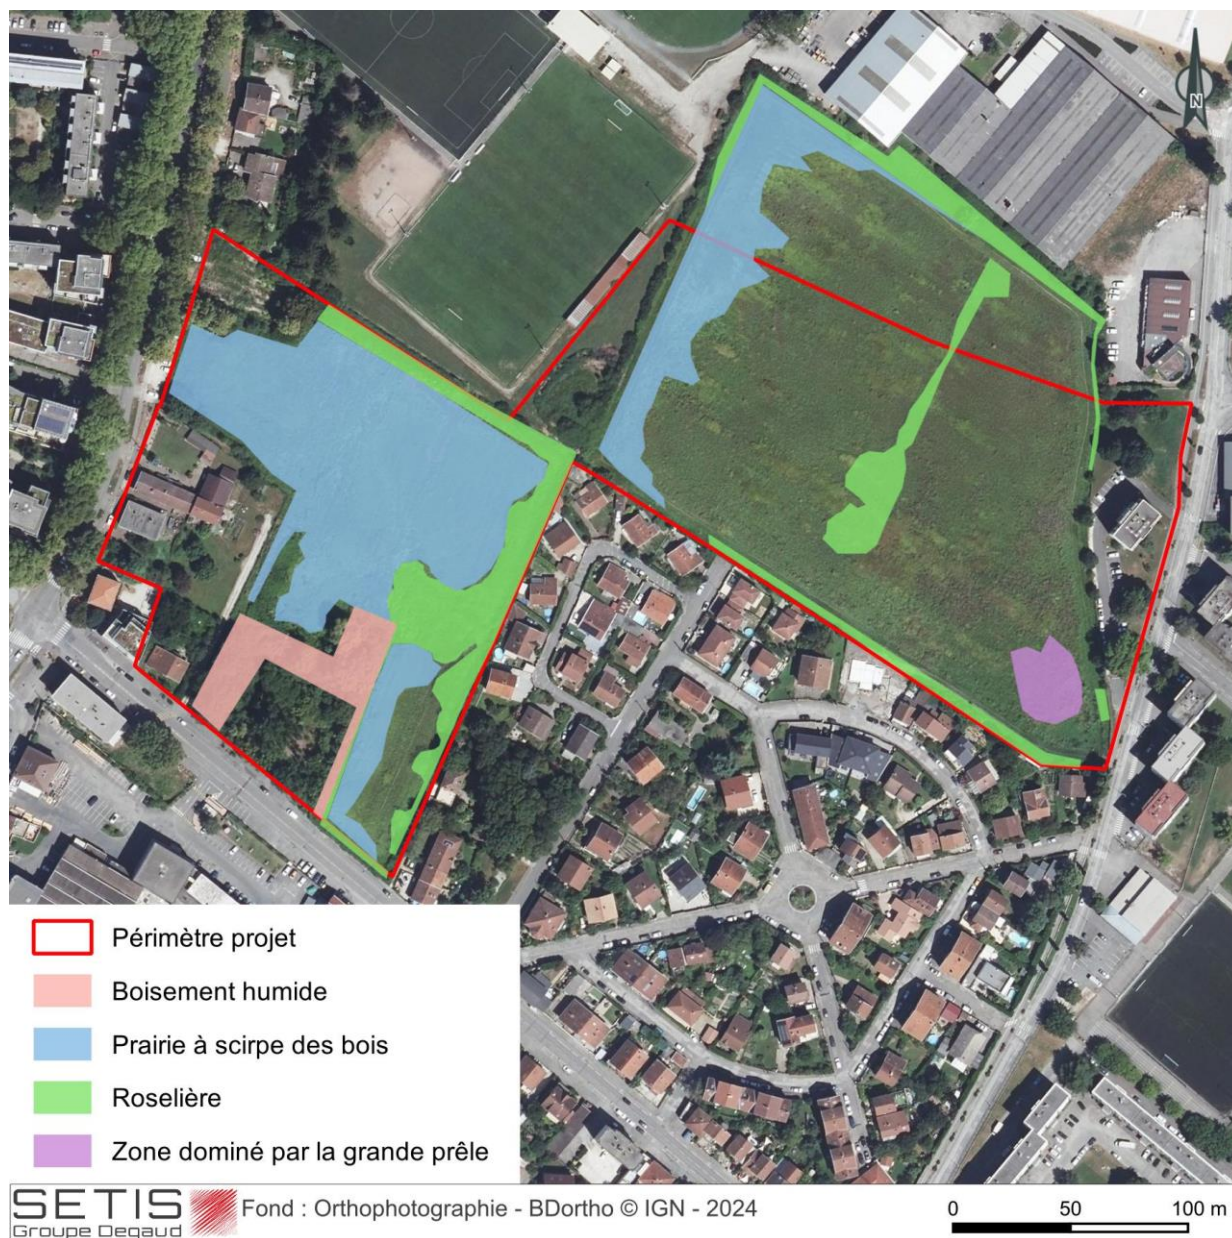 N
Périmètre projet
Boisement humide
Prairie à scirpe des bois
Roselière
Zone dominé par la grande prêle
SETIS
Groupe Degaud
Fond : Orthophotographie - BDortho © IGN - 2024
0 50 100 m